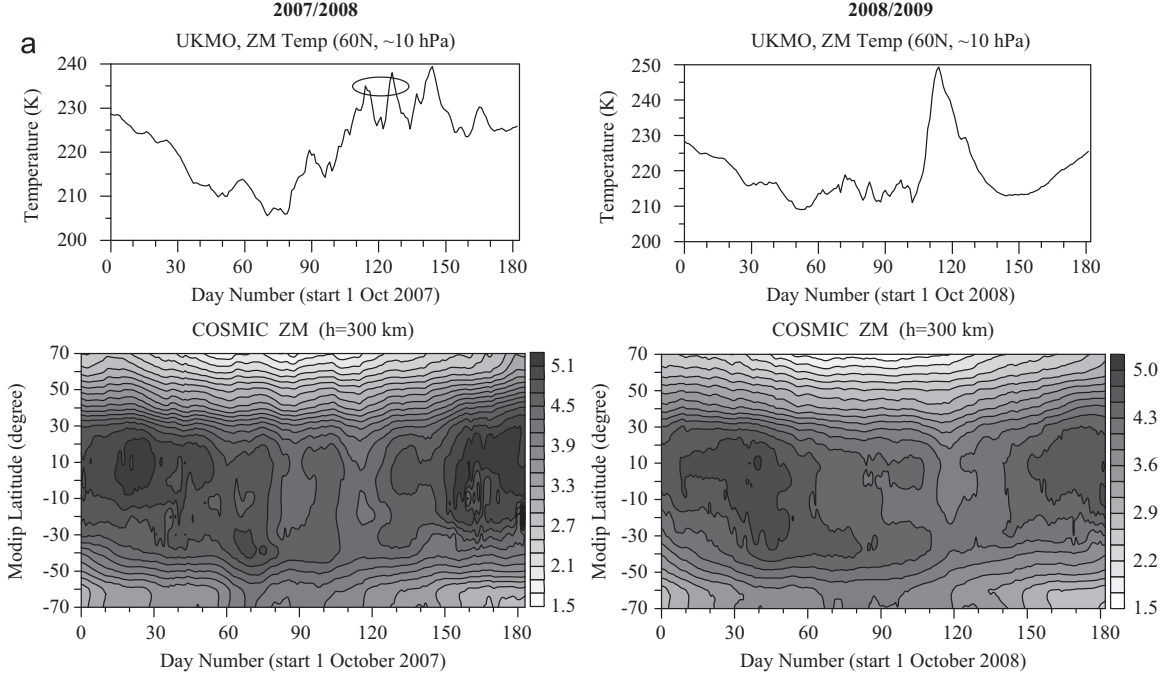 2007/2008
2008/2009
a
UKMO, ZM Temp (60N, ~10 hPa)
UKMO, ZM Temp (60N, ~10 hPa)
Temperature (K)
240
230
220
210
200
0 30 60 90 120 150 180
Day Number (start 1 Oct 2007)
Temperature (K)
250
240
230
220
210
200
0 30 60 90 120 150 180
Day Number (start 1 Oct 2008)
COSMIC ZM (h=300 km)
Modip Latitude (degree)
70
50
30
10
-10
-30
-50
-70
0 30 60 90 120 150 180
Day Number (start 1 October 2007)
5.1
4.5
3.9
3.3
2.7
2.1
1.5
COSMIC ZM (h=300 km)
Modip Latitude (degree)
70
50
30
10
-10
-30
-50
-70
0 30 60 90 120 150 180
Day Number (start 1 October 2008)
5.0
4.3
3.6
2.9
2.2
1.5